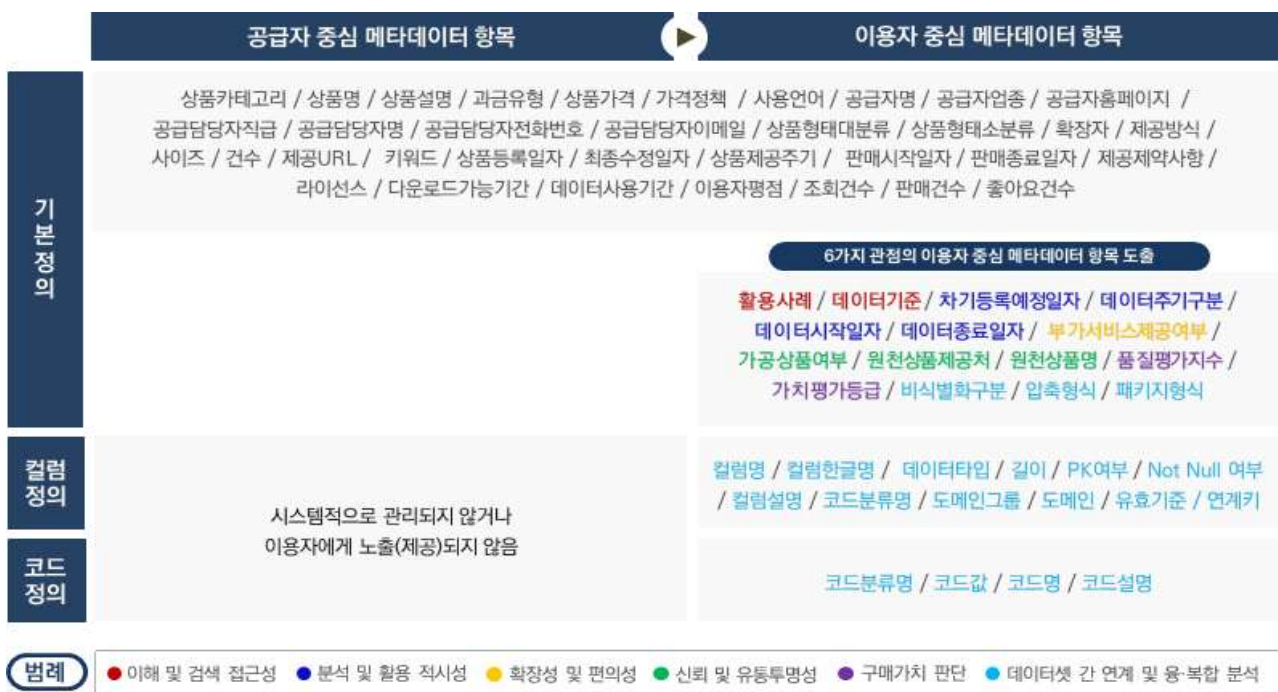 공급자 중심 메타데이터 항목
이용자 중심 메타데이터 항목
기본정의
상품카테고리 / 상품명 / 상품설명 / 과금유형 / 상품가격 / 가격정책 / 사용언어 / 공급자명 / 공급자업종 / 공급자홈페이지 /
공급담당자직급 / 공급담당자명 / 공급담당자전화번호 / 공급담당자이메일 / 상품형태대분류 / 상품형태소분류 / 확장자 / 제공방식 /
사이즈 / 건수 / 제공URL / 키워드 / 상품등록일자 / 최종수정일자 / 상품제공주기 / 판매시작일자 / 판매종료일자 / 제공제약사항 /
라이선스 / 다운로드가능기간 / 데이터사용기간 / 이용자평점 / 조회건수 / 판매건수 / 좋아요건수
6가지 관점의 이용자 중심 메타데이터 항목 도출
활용사례 / 데이터기준 / 차기등록예정일자 / 데이터주기구분 /
데이터시작일자 / 데이터종료일자 / 부가서비스제공여부 /
가공상품여부 / 원천상품제공처 / 원천상품명 / 품질평가지수 /
가치평가등급 / 비식별화구분 / 압축형식 / 패키지형식
컬럼
정의
시스템적으로 관리되지 않거나
이용자에게 노출(제공)되지 않음
컬럼명 / 컬럼한글명 / 데이터타입 / 길이 / PK여부 / Not Null 여부
/ 컬럼설명 / 코드분류명 / 도메인그룹 / 도메인 / 유효기준 / 연계키
코드
정의
코드분류명 / 코드값 / 코드명 / 코드설명
범례
이해 및 검색 접근성 분석 및 활용 적시성 확장성 및 편의성 신뢰 및 유통투명성 구매가치 판단 데이터셋 간 연계 및 융·복합 분석